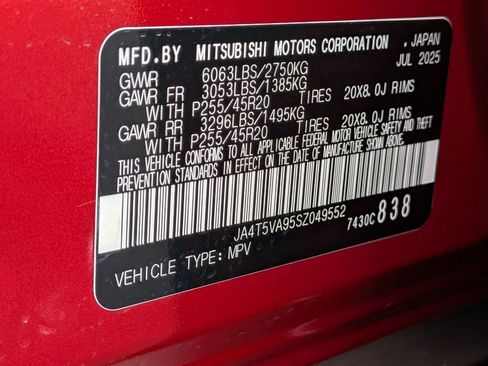 MFD.BY MITSUBISHI MOTORS CORPORATION , JAPAN
JUL 2025
GVWR 6063LBS/2750KG
GAWR FR 3053LBS/1385KG
WITH P255/45R20 TIRES 20X8.0J RIMS
GAWR RR 3296LBS/1495KG
WITH P255/45R20 TIRES 20X8.0J RIMS
THIS VEHICLE CONFORMS TO ALL APPLICABLE FEDERAL MOTOR VEHICLE SAFETY AND THEFT
PREVENTION STANDARDS IN EFFECT ON THE DATE OF MANUFACTURE SHOWN ABOVE.
JA4T5VA95SZ049552
7430C 838
VEHICLE TYPE: MPV